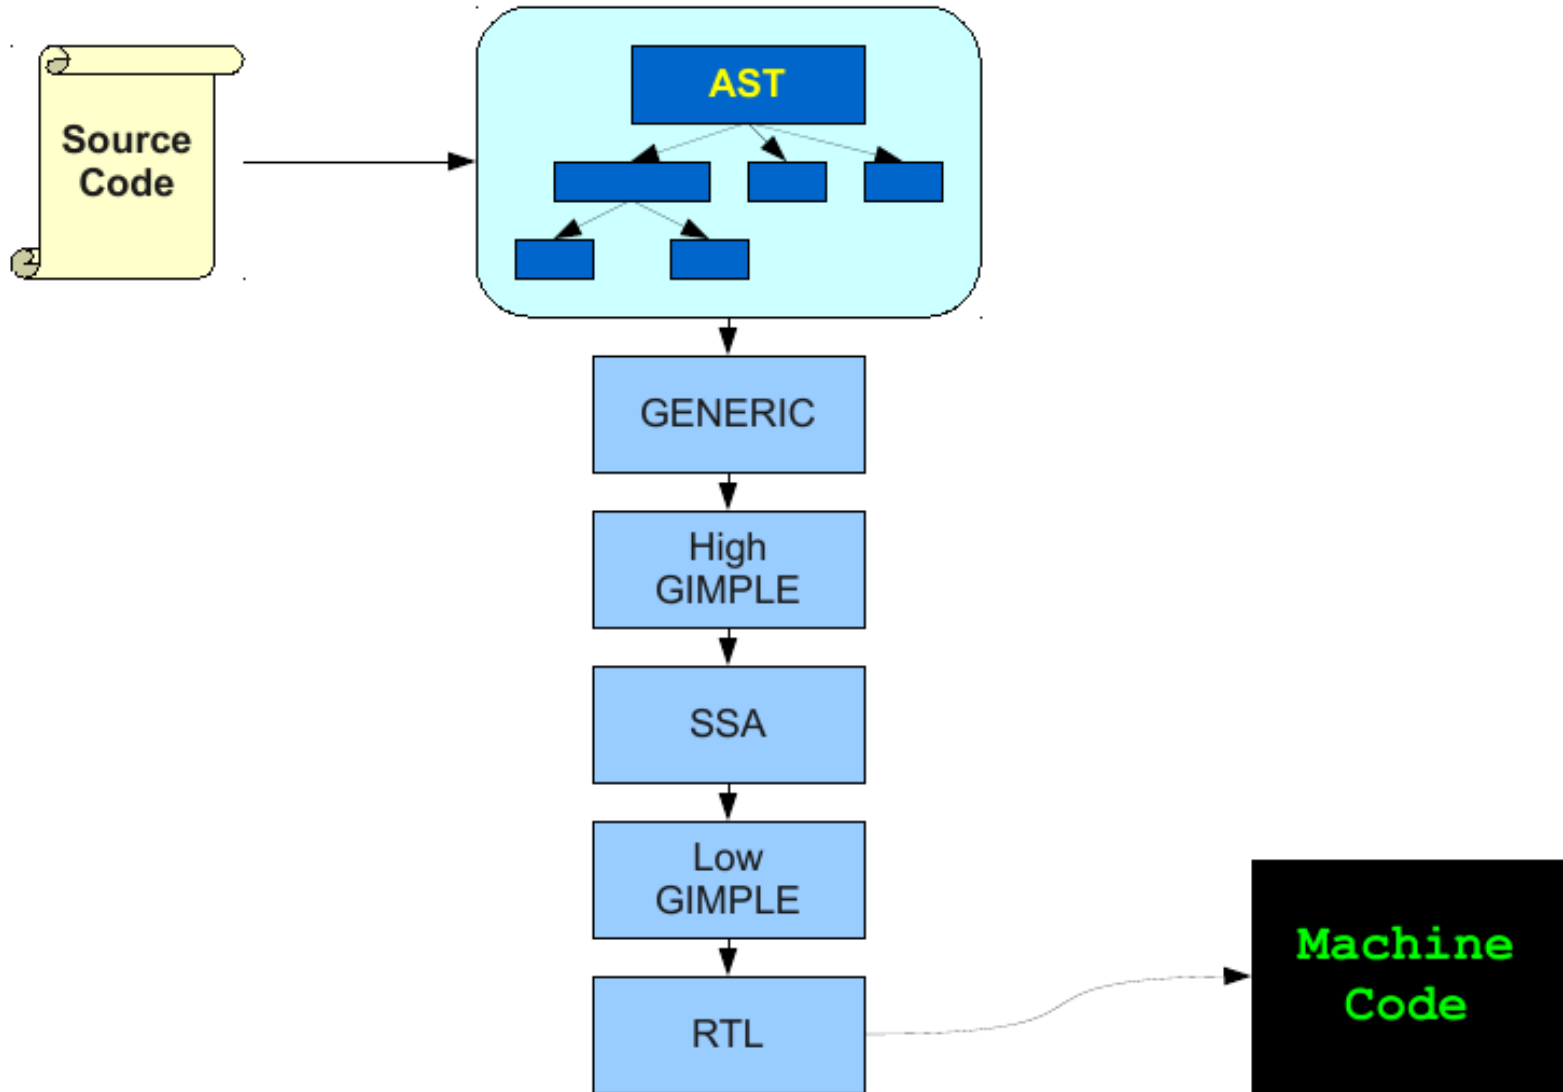 Source
Code
AST
GENERIC
High
GIMPLE
SSA
Low
GIMPLE
RTL
Machine
Code